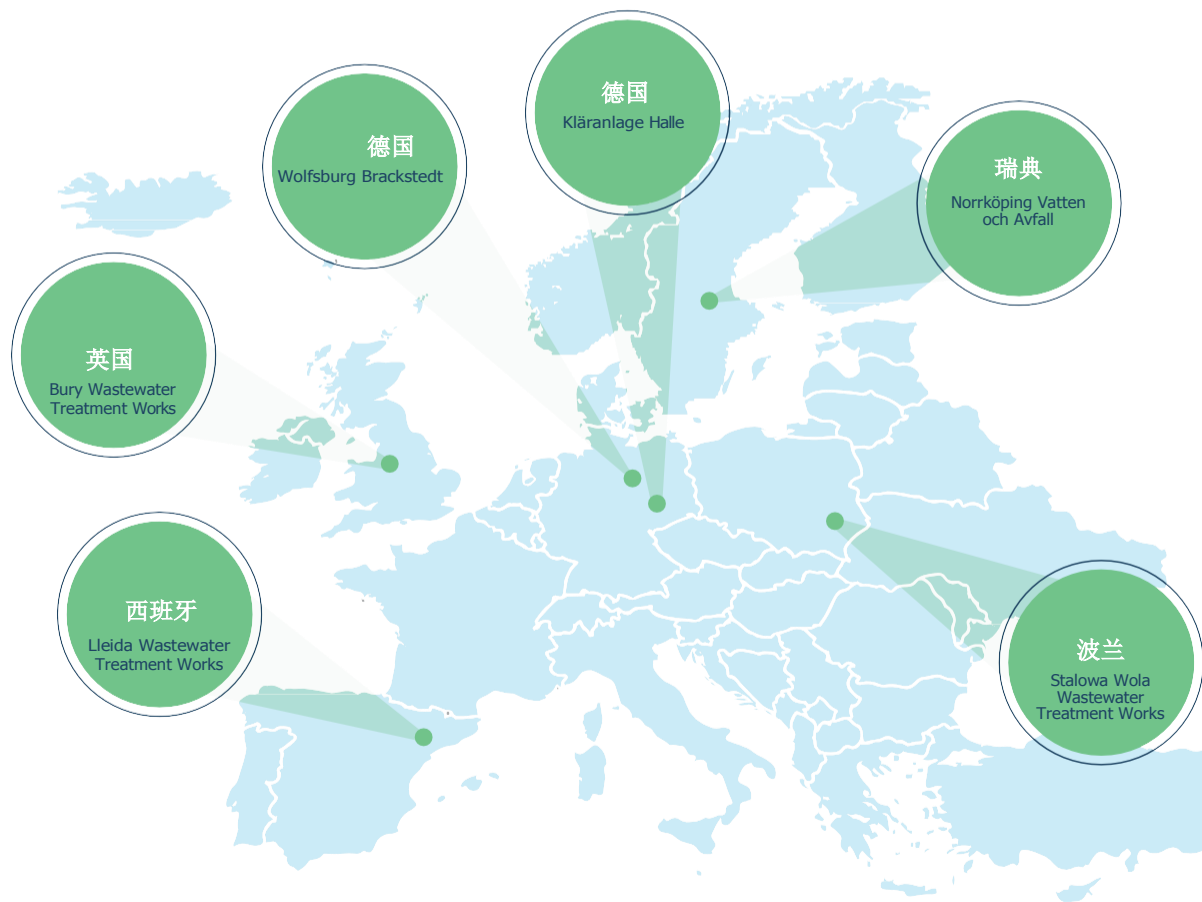 德国
Kläranlage Halle
德国
Wolfsburg Brackstedt
瑞典
Norrköping Vatten
och Avfall
英国
Bury Wastewater
Treatment Works
西班牙
Lleida Wastewater
Treatment Works
波兰
Stalowa Wola
Wastewater
Treatment Works